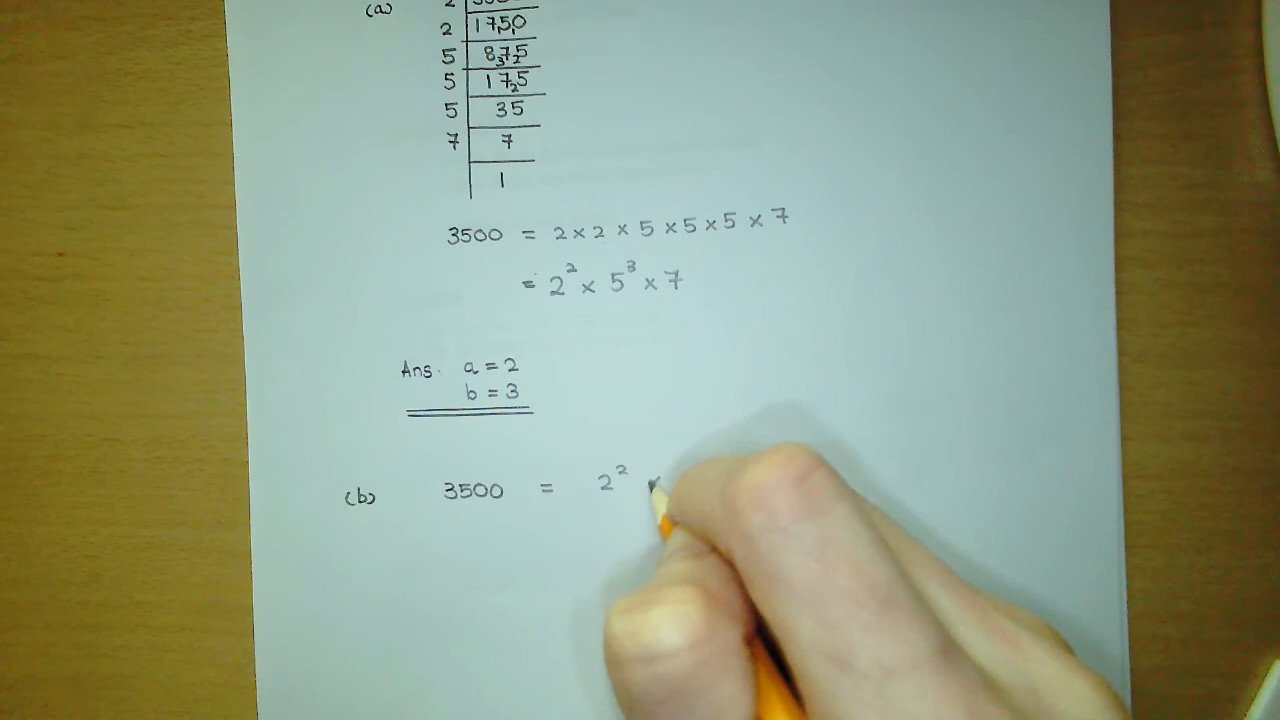 (a) 2
2 1750
5 875
5 175
5 35
7 7
1
3500 = 2 × 2 × 5 × 5 × 5 × 7
= 2² × 5³ × 7
Ans. a = 2
b = 3
(b) 3500 = 2²